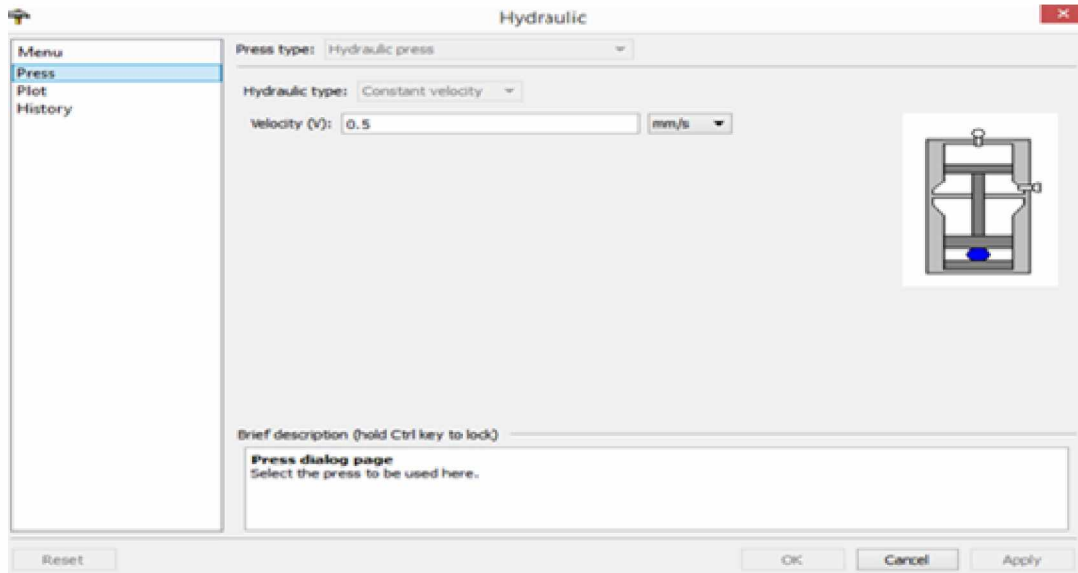 Hydraulic
Menu
Press
Plot
History
Press type: Hydraulic press
Hydraulic type: Constant velocity
Velocity (V): 0.5 mm/s
Brief description (hold Ctrl key to lock)
Press dialog page
Select the press to be used here.
Reset OK Cancel Apply